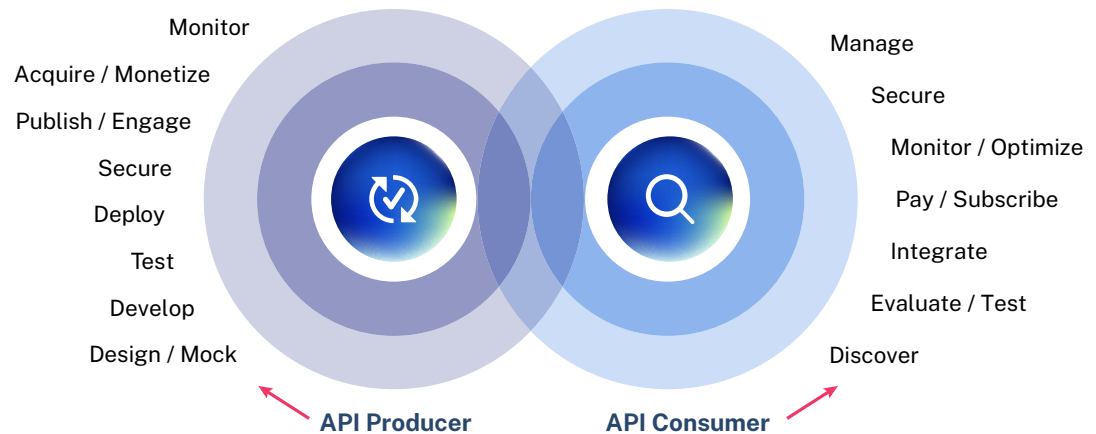 Monitor
Acquire / Monetize
Publish / Engage
Secure
Deploy
Test
Develop
Design / Mock
API Producer
Manage
Secure
Monitor / Optimize
Pay / Subscribe
Integrate
Evaluate / Test
Discover
API Consumer